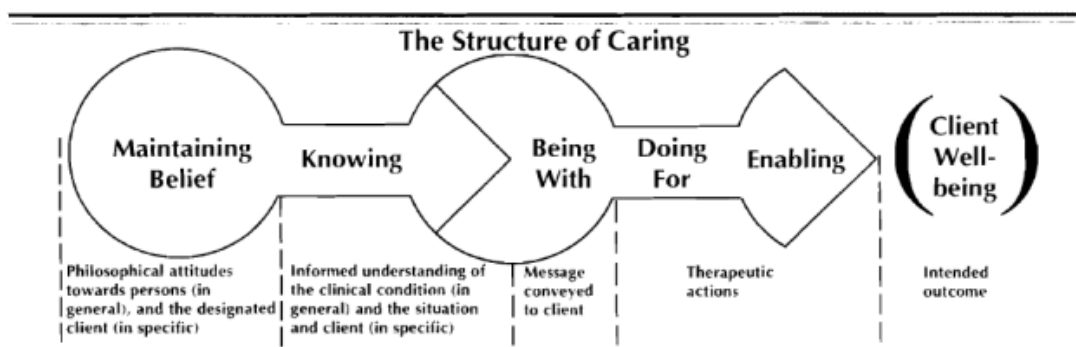 The Structure of Caring
Maintaining
Belief
Knowing
Being
With
Doing
For
Enabling
Client
Well-
being
Philosophical attitudes
towards persons (in
general), and the designated
client (in specific)
Informed understanding of
the clinical condition (in
general) and the situation
and client (in specific)
Message
conveyed
to client
Therapeutic
actions
Intended
outcome